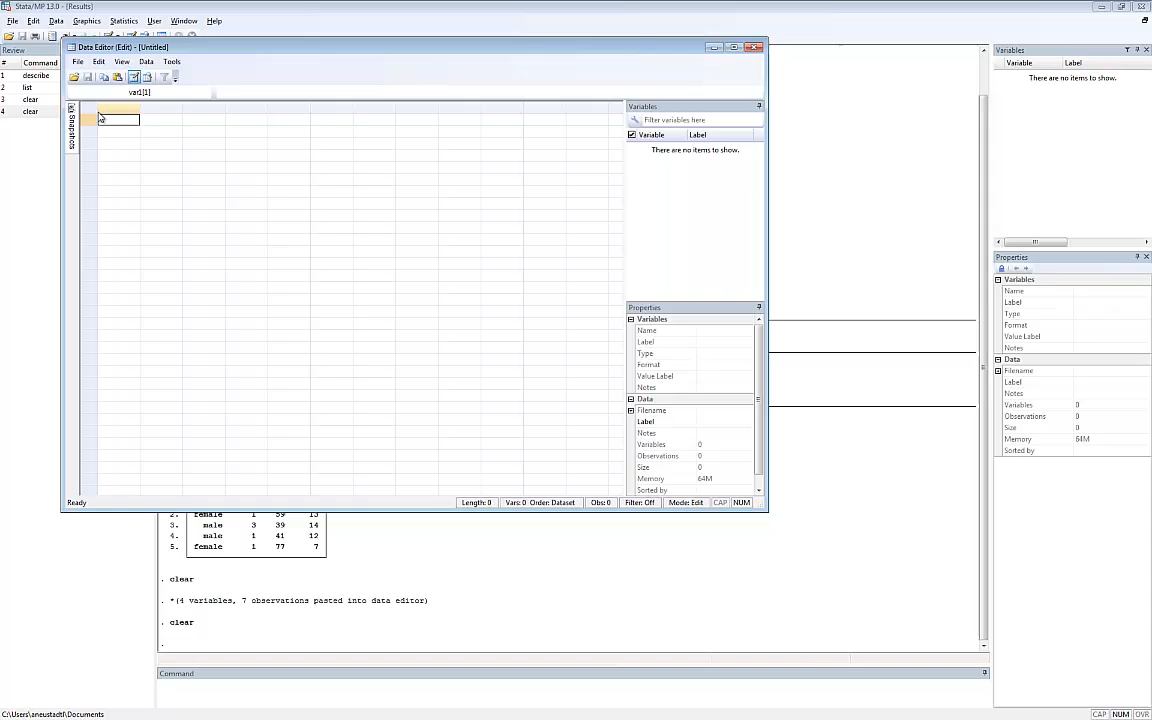 Stata/MP 13.0 - [Results]
File Edit Data Graphics Statistics User Window Help
Review
# Command
1 describe
2 list
3 clear
4 clear
Data Editor (Edit) - [Untitled]
File Edit View Data Tools
var1[1]
Snapshots
Variables
Filter variables here
Variable Label
There are no items to show.
Properties
Variables
Name
Label
Type
Format
Value Label
Notes
Data
Filename
Label
Notes
Variables 0
Observations 0
Size 0
Memory 64M
Sorted by
Ready Length: 0 Vars: 0 Order: Dataset Obs: 0 Filter: Off Mode: Edit CAP NUM
2. female 1 59 13
3. male 3 39 14
4. male 1 41 12
5. female 1 77 7
. clear
. *(4 variables, 7 observations pasted into data editor)
. clear
.
Command
Variables
Variable Label
There are no items to show.
Properties
Variables
Name
Label
Type
Format
Value Label
Notes
Data
Filename
Label
Notes
Variables 0
Observations 0
Size 0
Memory 64M
Sorted by
C:\Users\aneustadtl\Documents CAP NUM OVR